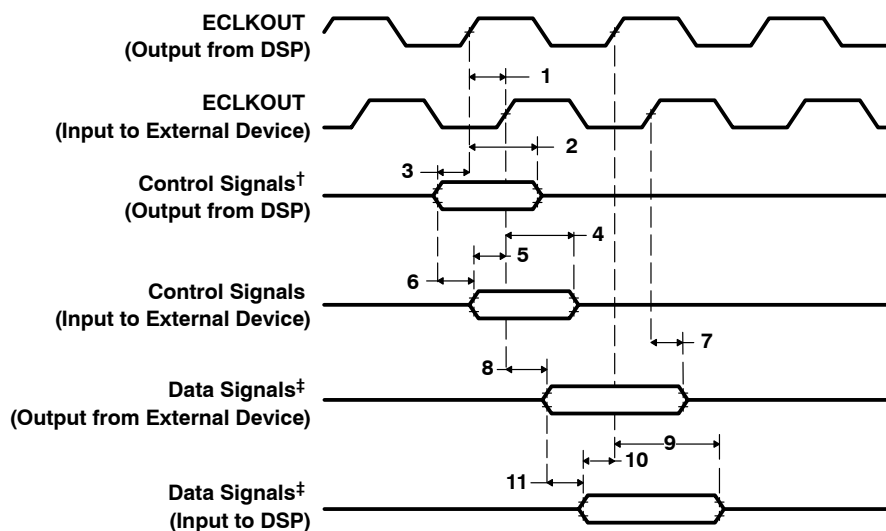 ECLKOUT
(Output from DSP)
1
ECLKOUT
(Input to External Device)
2
3
Control Signals†
(Output from DSP)
4
5
6
Control Signals
(Input to External Device)
7
8
Data Signals‡
(Output from External Device)
9
10
11
Data Signals‡
(Input to DSP)